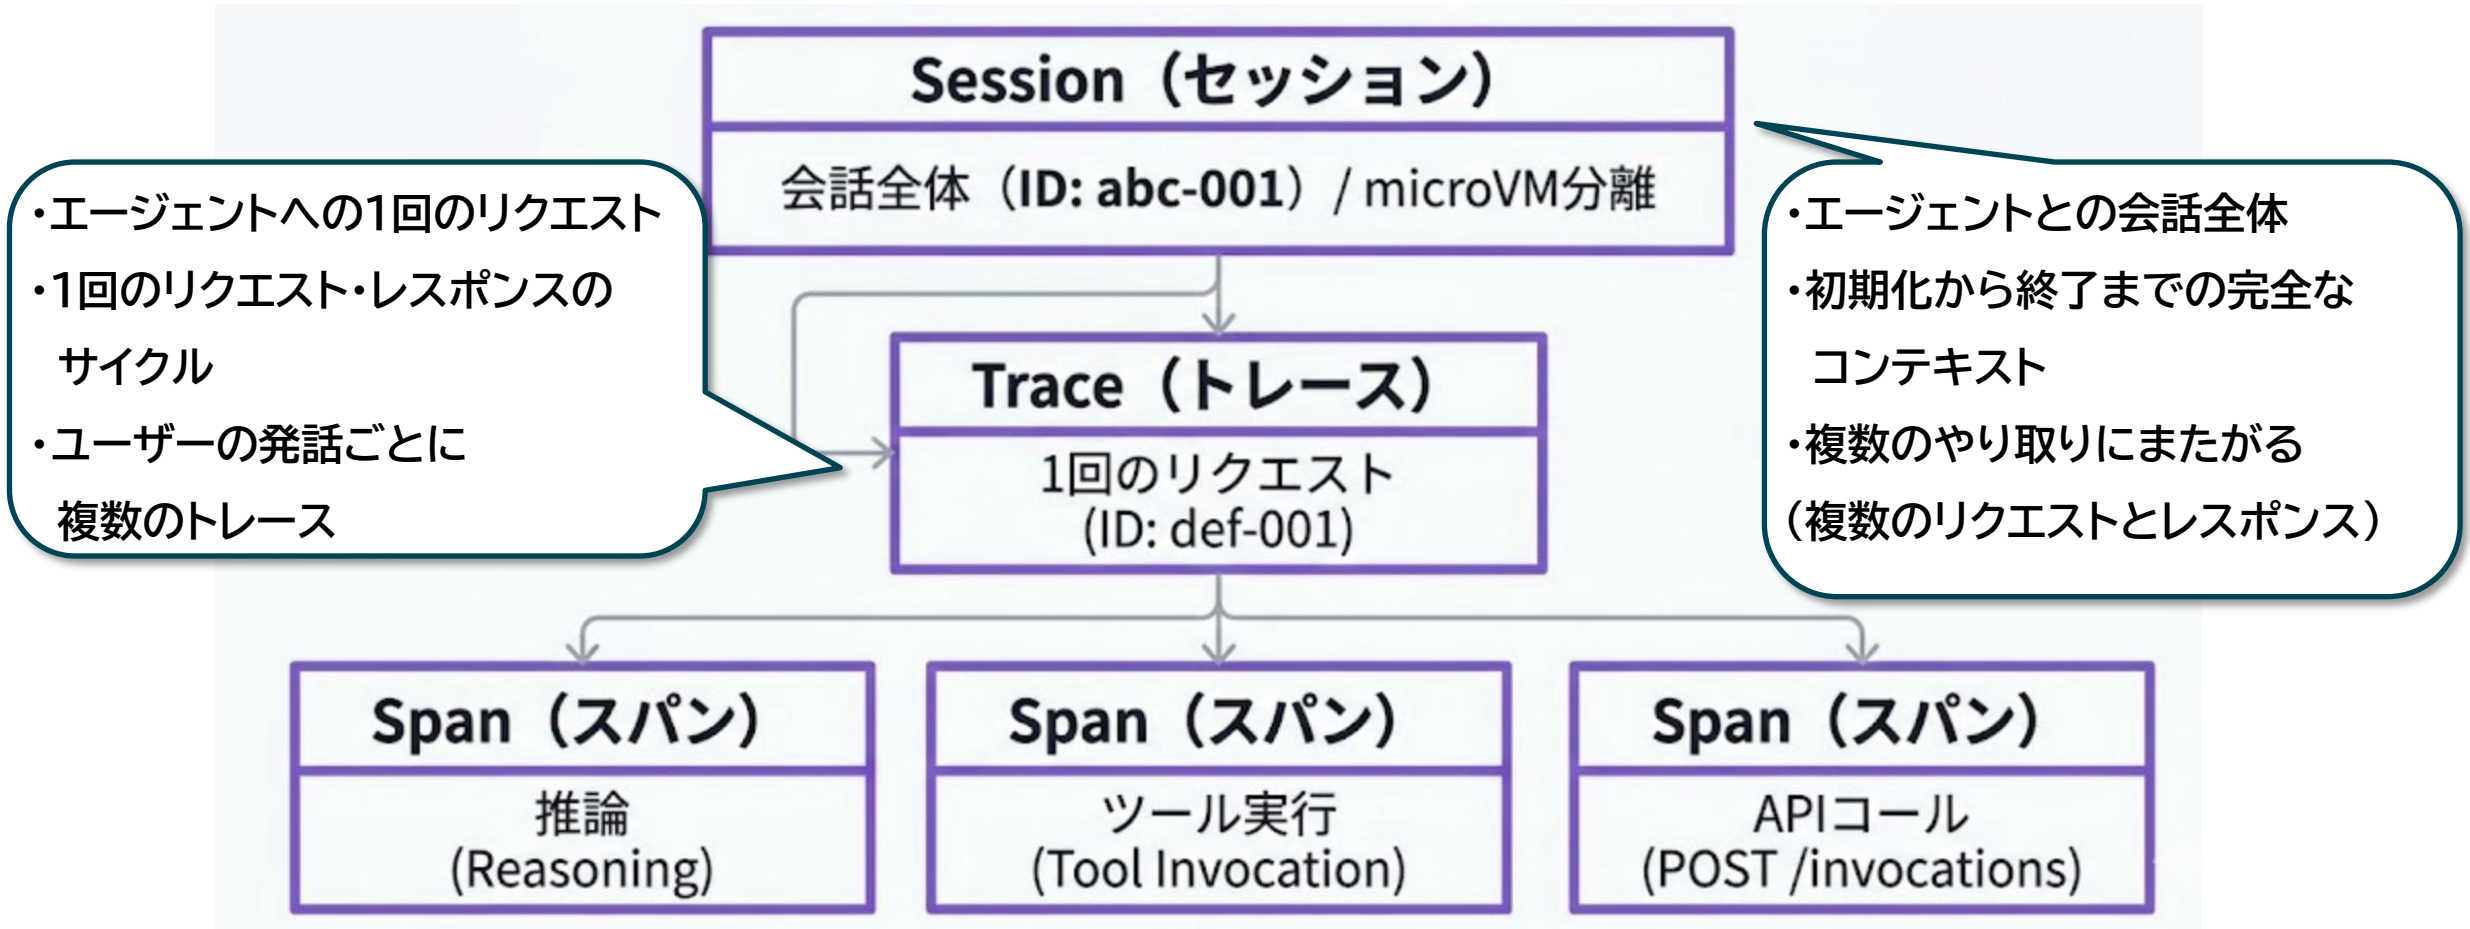 Session（セッション）
会話全体（ID: abc-001）/ microVM分離
・エージェントへの1回のリクエスト
・1回のリクエスト・レスポンスの
サイクル
・ユーザーの発話ごとに
複数のトレース
・エージェントとの会話全体
・初期化から終了までの完全な
コンテキスト
・複数のやり取りにまたがる
（複数のリクエストとレスポンス）
Trace（トレース）
1回のリクエスト
(ID: def-001)
Span（スパン）
推論
(Reasoning)
Span（スパン）
ツール実行
(Tool Invocation)
Span（スパン）
APIコール
(POST /invocations)